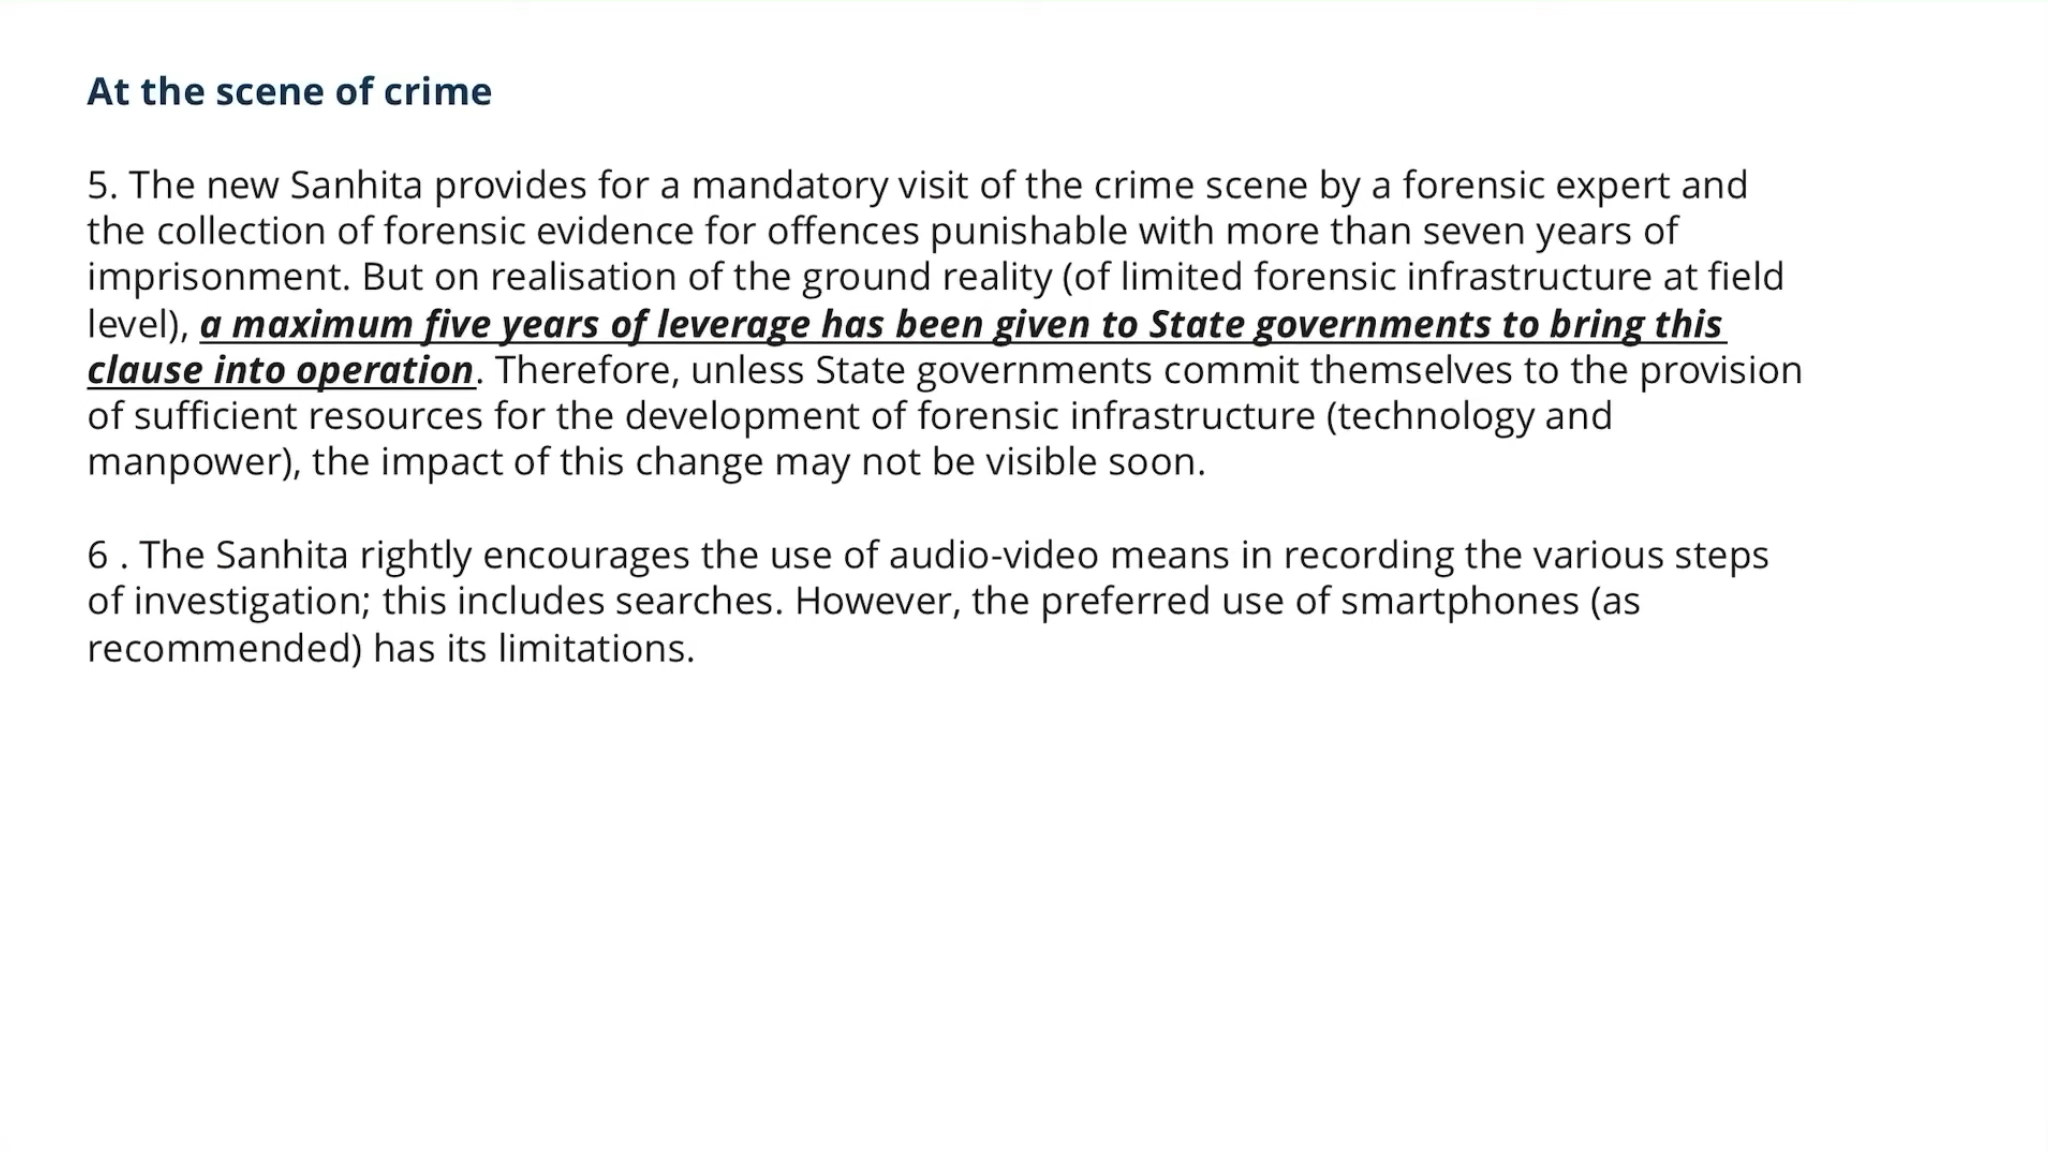 At the scene of crime
5. The new Sanhita provides for a mandatory visit of the crime scene by a forensic expert and
the collection of forensic evidence for offences punishable with more than seven years of
imprisonment. But on realisation of the ground reality (of limited forensic infrastructure at field
level), a maximum five years of leverage has been given to State governments to bring this
clause into operation. Therefore, unless State governments commit themselves to the provision
of sufficient resources for the development of forensic infrastructure (technology and
manpower), the impact of this change may not be visible soon.
6 . The Sanhita rightly encourages the use of audio-video means in recording the various steps
of investigation; this includes searches. However, the preferred use of smartphones (as
recommended) has its limitations.